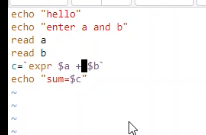 echo "hello"
echo "enter a and b"
read a
read b
c=`expr $a + $b`
echo "sum=$c"
~
~
~
~